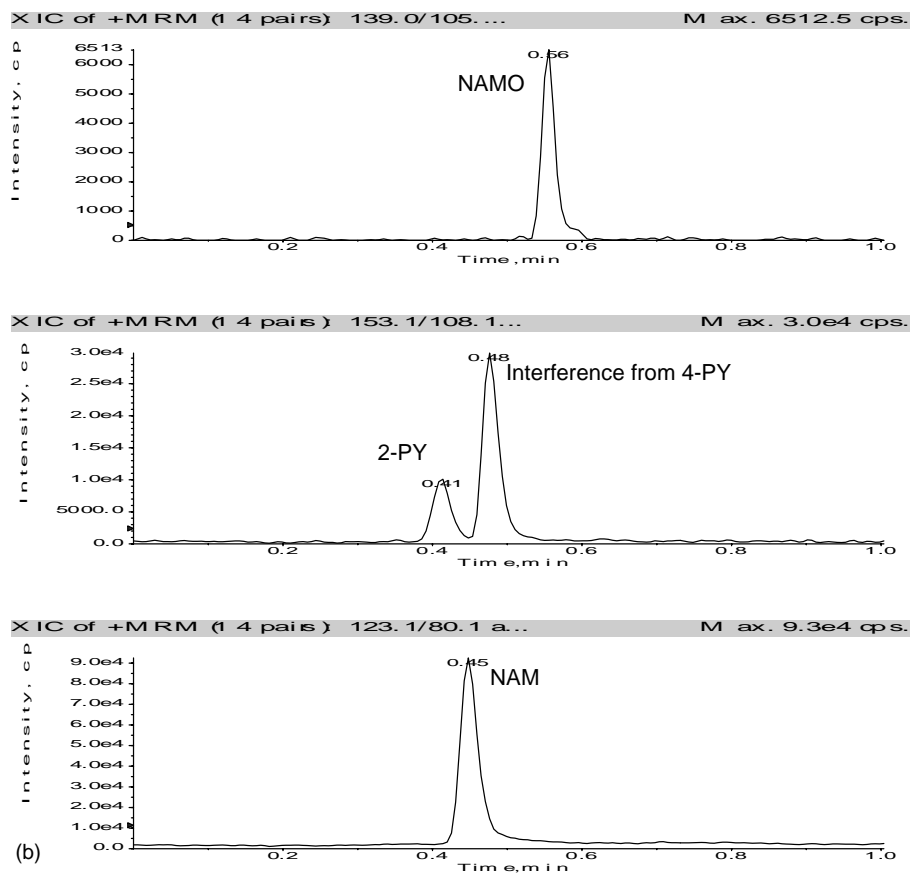 XIC of +MRM (14 pairs): 139.0/105.... Max. 6512.5 cps.
Intensity, cp
6513
6000
5000
4000
3000
2000
1000
0
0.56
NAMO
0.2 0.4 0.6 0.8 1.0
Time, min
XIC of +MRM (14 pairs): 153.1/108.1... Max. 3.0e4 cps.
Intensity, cp
3.0e4
2.5e4
2.0e4
1.5e4
1.0e4
5000.0
0.0
0.48
Interference from 4-PY
2-PY
0.41
0.2 0.4 0.6 0.8 1.0
Time, min
XIC of +MRM (14 pairs): 123.1/80.1 a... Max. 9.3e4 cps.
Intensity, cp
9.0e4
8.0e4
7.0e4
6.0e4
5.0e4
4.0e4
3.0e4
2.0e4
1.0e4
0.0
0.45
NAM
0.2 0.4 0.6 0.8 1.0
Time, min
(b)